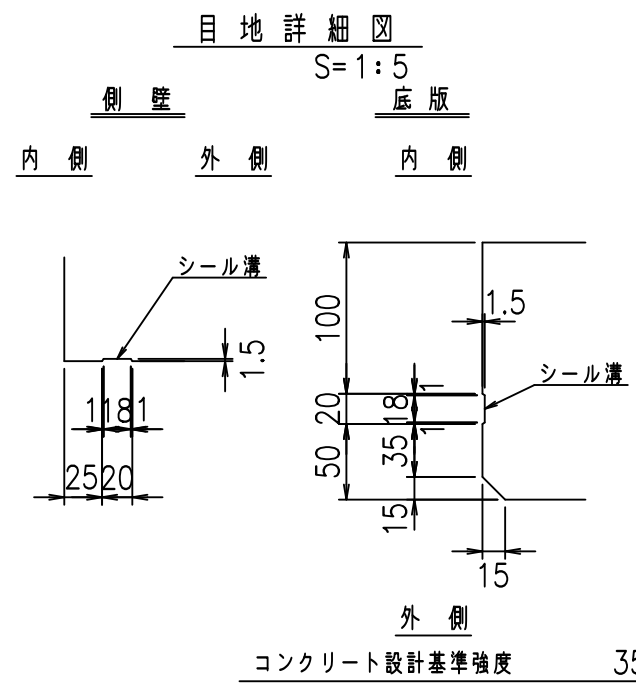 目地詳細図
S=1:5
側壁
底版
内側
外側
内側
シール溝
1.5
1 18 1
25 20
100
20
50
18
1
1
35
15
1.5
シール溝
15
外側
コンクリート設計基準強度 35